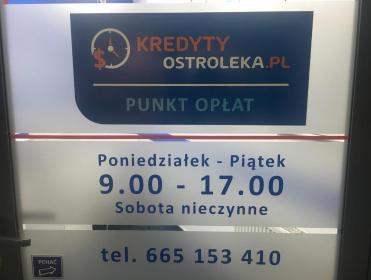 KREDYTY
OSTROLEKA.PL
PUNKT OPŁAT
Poniedziałek - Piątek
9.00 - 17.00
Sobota nieczynne
PCHAĆ
tel. 665 153 410